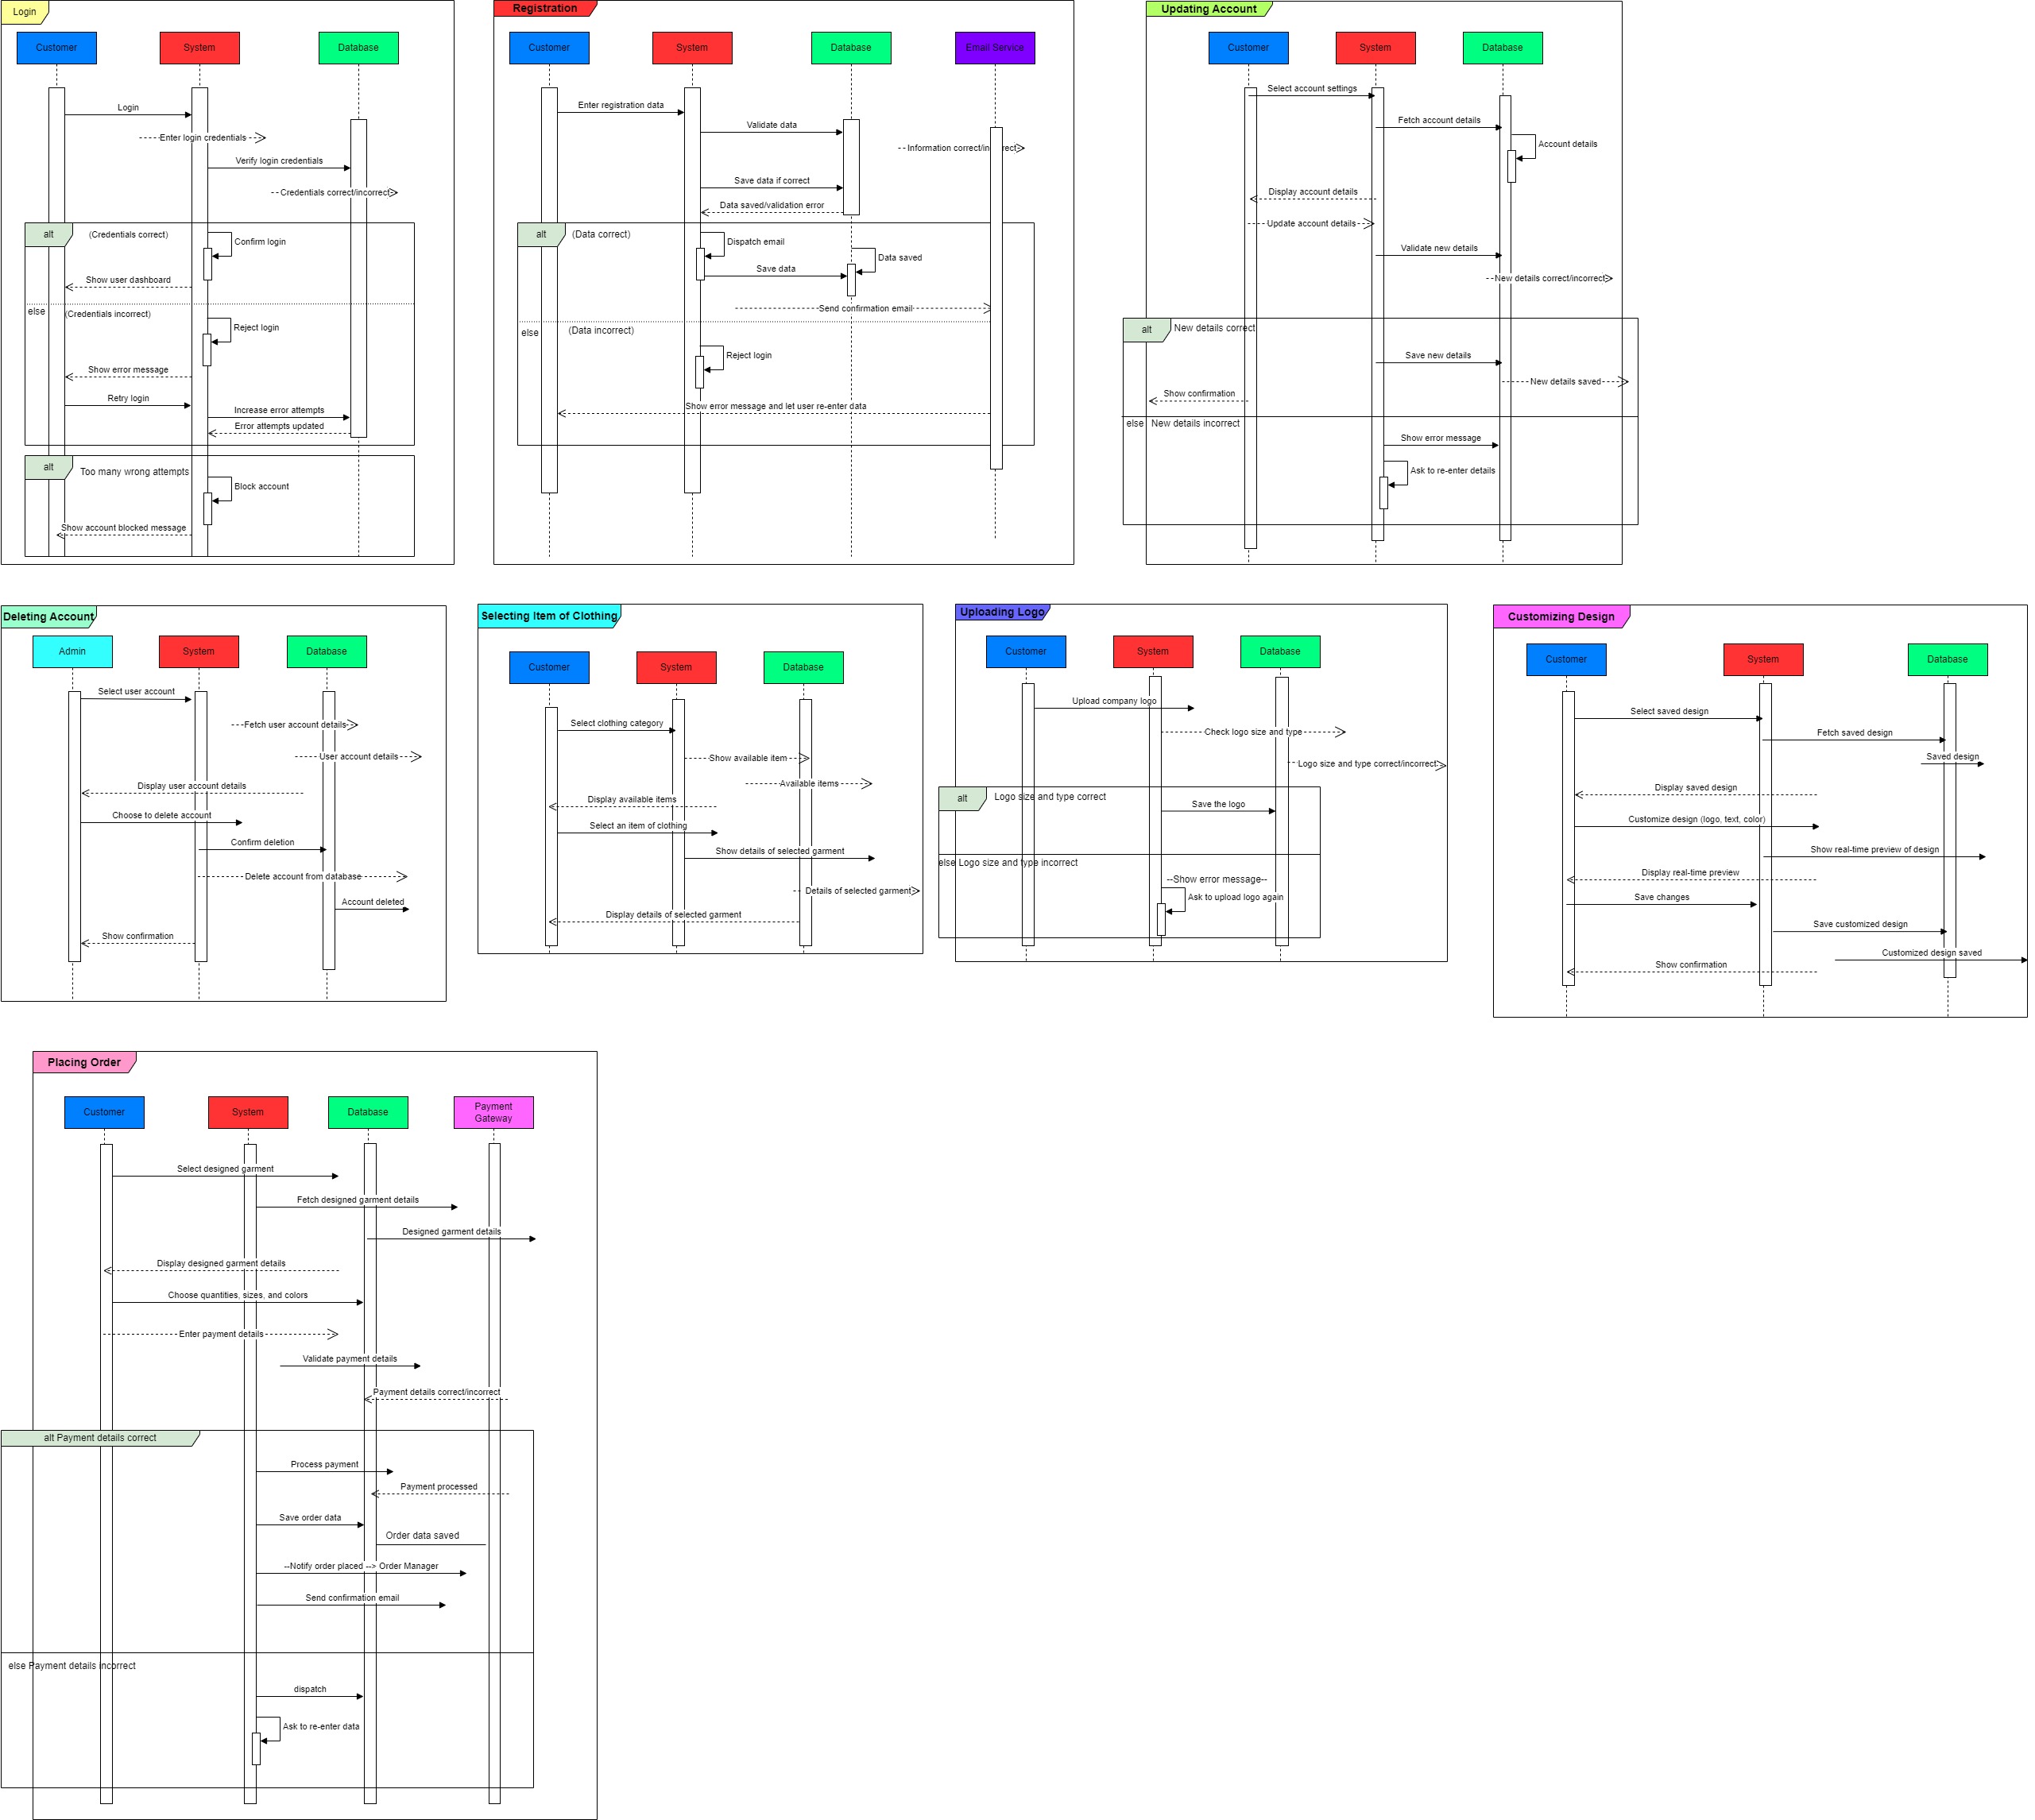 Login
Customer
System
Database
Login
Enter login credentials
Verify login credentials
Credentials correct/incorrect
alt
(Credentials correct)
Confirm login
Show user dashboard
else
(Credentials incorrect)
Reject login
Show error message
Retry login
Increase error attempts
Error attempts updated
alt
Too many wrong attempts
Block account
Show account blocked message
Registration
Customer
System
Database
Email Service
Enter registration data
Validate data
Information correct/incorrect
Save data if correct
Data saved/validation error
alt
(Data correct)
Dispatch email
Data saved
Save data
Send confirmation email
else
(Data incorrect)
Reject login
Show error message and let user re-enter data
Updating Account
Customer
System
Database
Select account settings
Fetch account details
Account details
Display account details
Update account details
Validate new details
New details correct/incorrect
alt
New details correct
Save new details
New details saved
Show confirmation
else
New details incorrect
Show error message
Ask to re-enter details
Deleting Account
Admin
System
Database
Select user account
Fetch user account details
User account details
Display user account details
Choose to delete account
Confirm deletion
Delete account from database
Account deleted
Show confirmation
Selecting Item of Clothing
Customer
System
Database
Select clothing category
Show available item
Available items
Display available items
Select an item of clothing
Show details of selected garment
Details of selected garment
Display details of selected garment
Uploading Logo
Customer
System
Database
Upload company logo
Check logo size and type
Logo size and type correct/incorrect
alt
Logo size and type correct
Save the logo
else Logo size and type incorrect
--Show error message--
Ask to upload logo again
Customizing Design
Customer
System
Database
Select saved design
Fetch saved design
Saved design
Display saved design
Customize design (logo, text, color)
Show real-time preview of design
Display real-time preview
Save changes
Save customized design
Customized design saved
Show confirmation
Placing Order
Customer
System
Database
Payment
Gateway
Select designed garment
Fetch designed garment details
Designed garment details
Display designed garment details
Choose quantities, sizes, and colors
Enter payment details
Validate payment details
Payment details correct/incorrect
alt Payment details correct
Process payment
Payment processed
Save order data
Order data saved
--Notify order placed --> Order Manager
Send confirmation email
else Payment details incorrect
dispatch
Ask to re-enter data